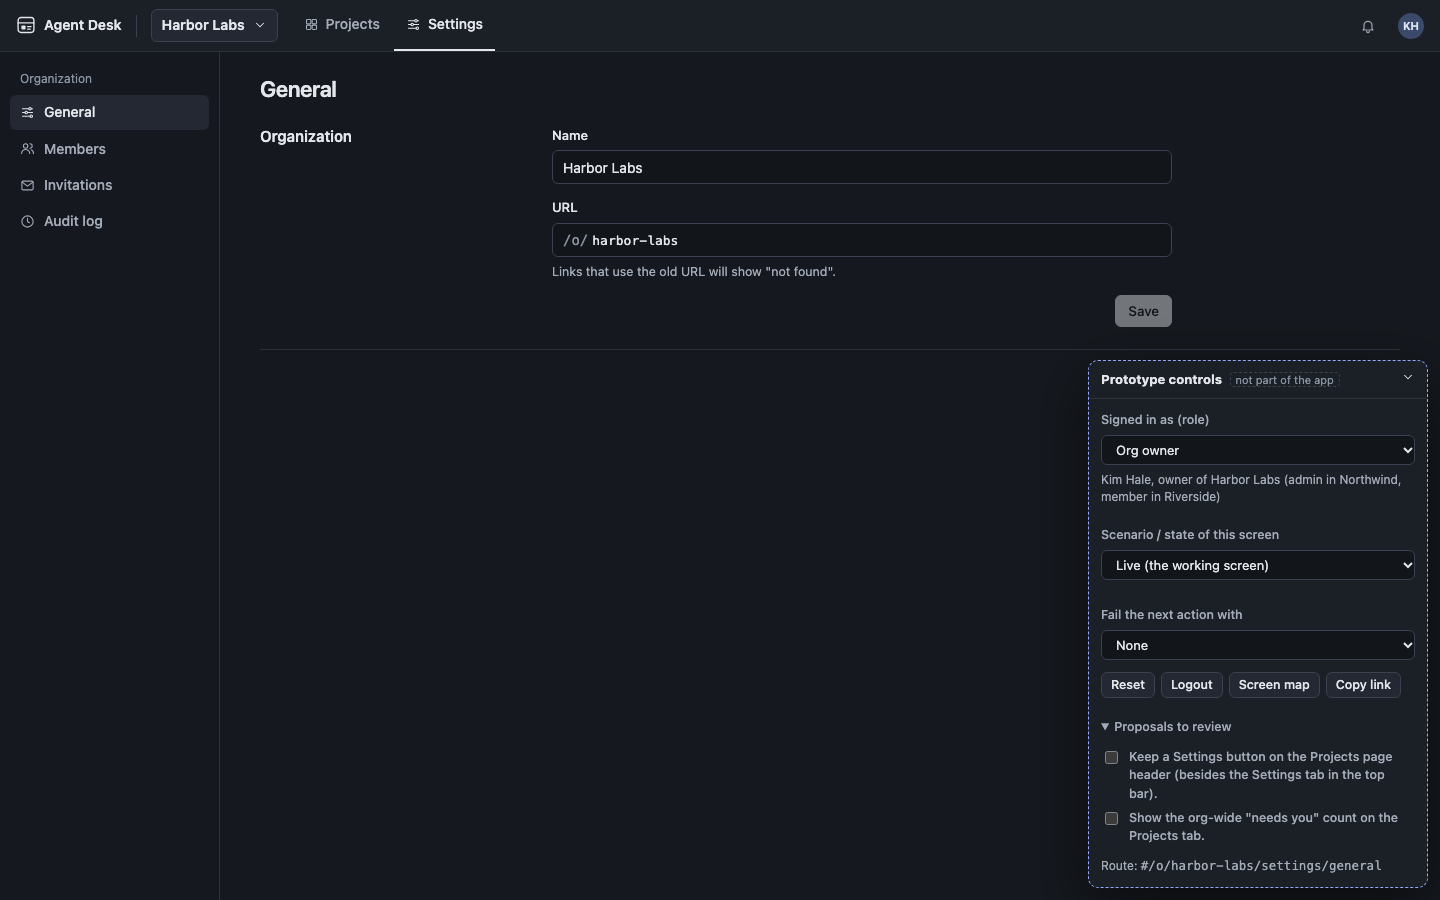 Agent Desk
Harbor Labs
Projects
Settings
KH
Organization
General
Members
Invitations
Audit log
General
Organization
Name
Harbor Labs
URL
/o/ harbor-labs
Links that use the old URL will show "not found".
Save
Prototype controls
not part of the app
Signed in as (role)
Org owner
Kim Hale, owner of Harbor Labs (admin in Northwind,
member in Riverside)
Scenario / state of this screen
Live (the working screen)
Fail the next action with
None
Reset
Logout
Screen map
Copy link
Proposals to review
Keep a Settings button on the Projects page
header (besides the Settings tab in the top
bar).
Show the org-wide "needs you" count on the
Projects tab.
Route: #/o/harbor-labs/settings/general